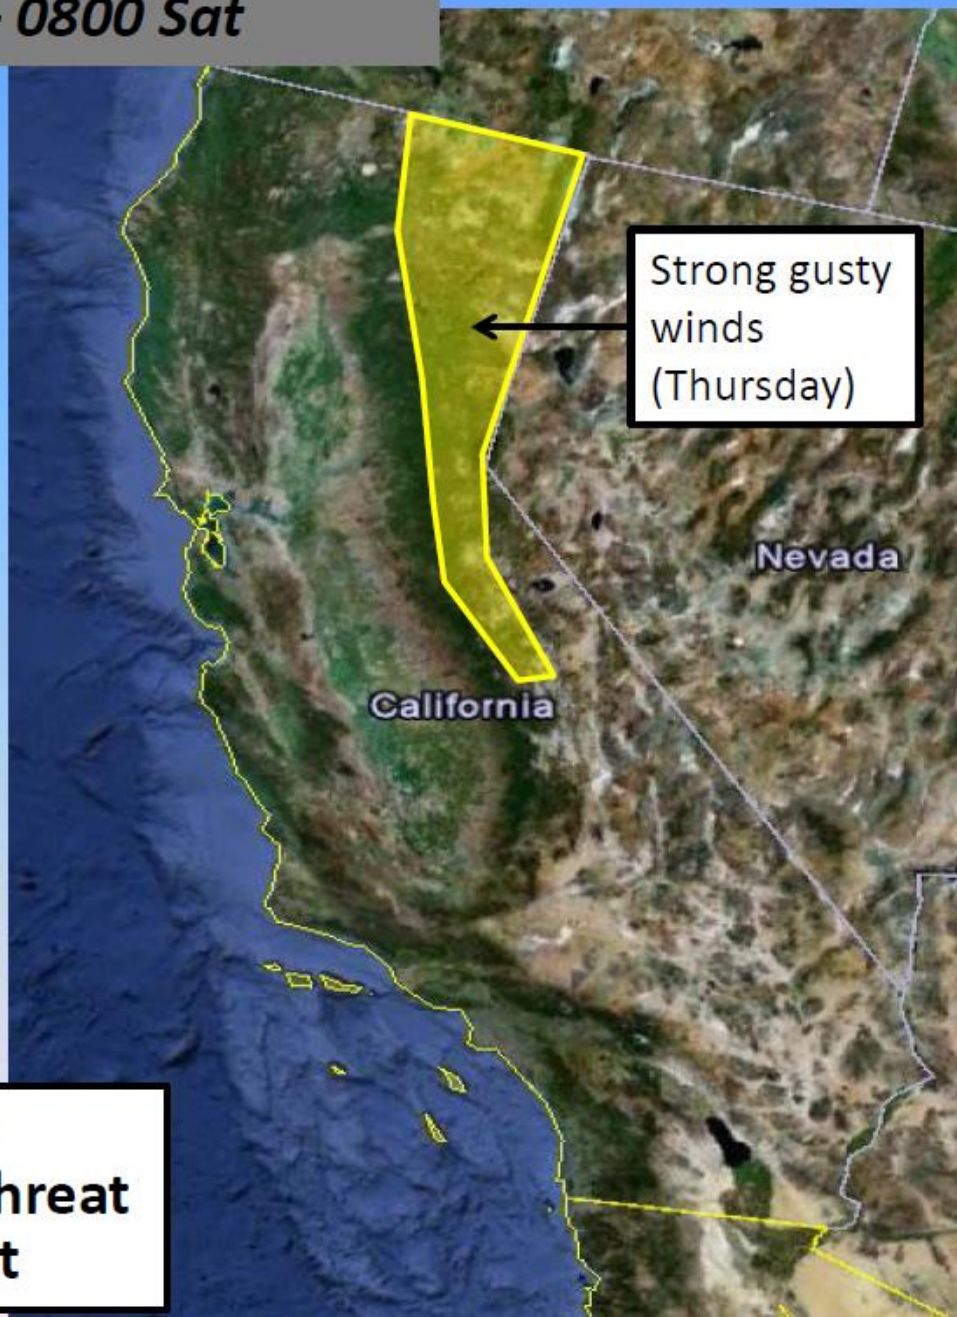 - 0800 Sat
Strong gusty
winds
(Thursday)
Nevada
California
hreat
t